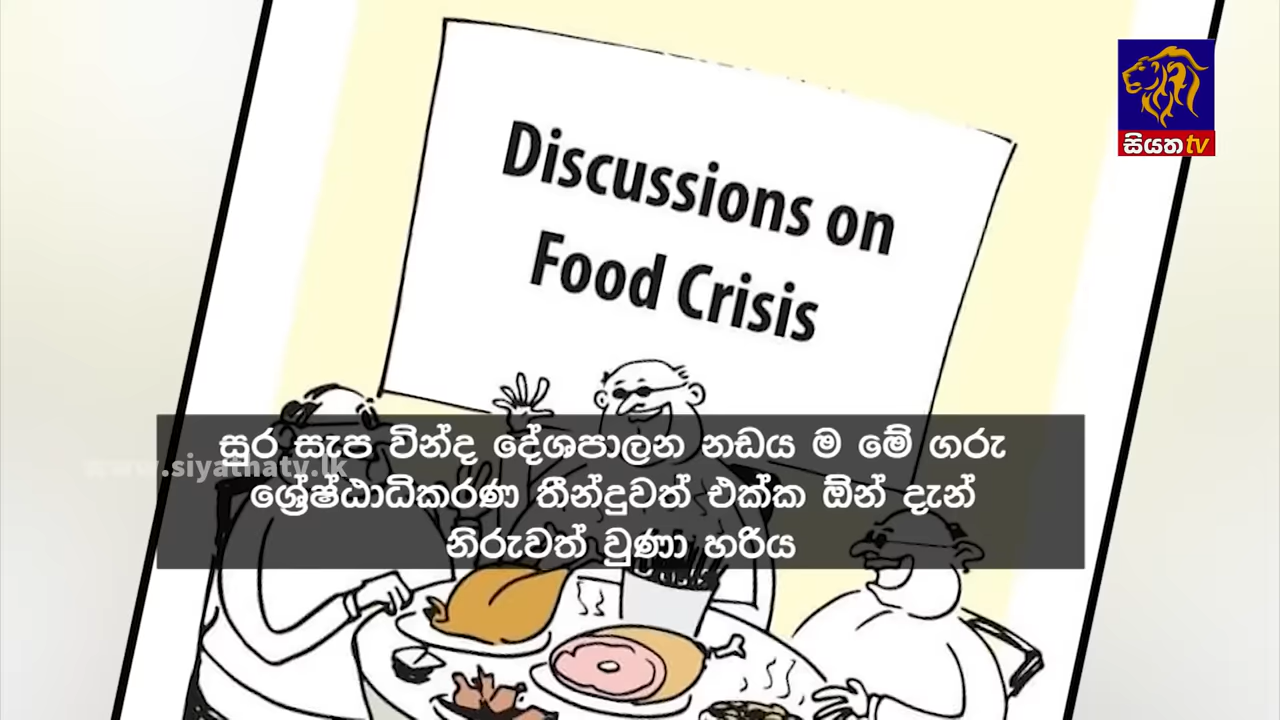 Discussions on
Food Crisis
සියත tv
www.siyathatv.lk
සුර සැප වින්ද දේශපාලන නඩය ම මේ ගරු
ශ්‍රේෂ්ඨාධිකරණ තීන්දුවත් එක්ක ඕන් දැන්
නිරුවත් වුණා හරිය